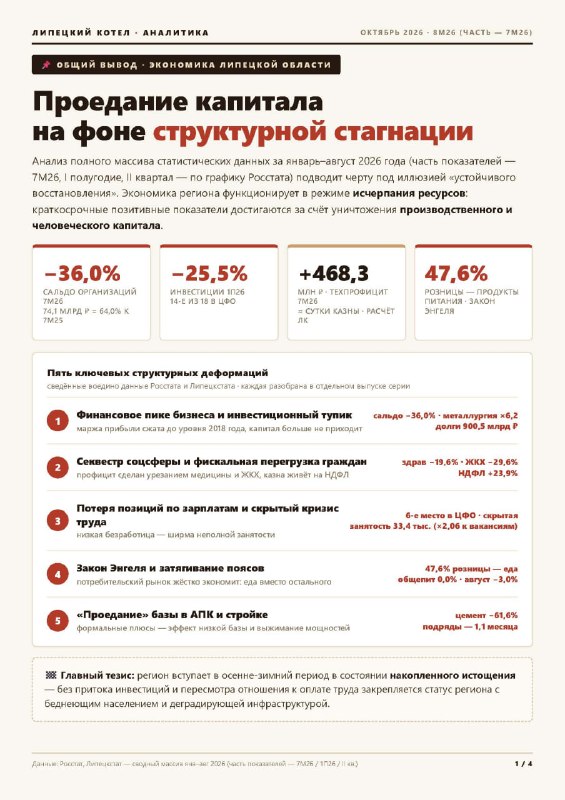 ЛИПЕЦКИЙ КОТЕЛ · АНАЛИТИКА
ОКТЯБРЬ 2026 · 8М26 (ЧАСТЬ — 7М26)
ОБЩИЙ ВЫВОД · ЭКОНОМИКА ЛИПЕЦКОЙ ОБЛАСТИ
Проедание капитала
на фоне структурной стагнации
Анализ полного массива статистических данных за январь–август 2026 года (часть показателей —
7М26, I полугодие, II квартал — по графику Росстата) подводит черту под иллюзией «устойчивого
восстановления». Экономика региона функционирует в режиме исчерпания ресурсов:
краткосрочные позитивные показатели достигаются за счёт уничтожения производственного и
человеческого капитала.
−36,0%
САЛЬДО ОРГАНИЗАЦИЙ
7М26
74,1 МЛРД ₽ = 64,0% К
7М25
−25,5%
ИНВЕСТИЦИИ 1П26
14-Е ИЗ 18 В ЦФО
+468,3
МЛН ₽ · ТЕХПРОФИЦИТ
7М26
= СУТКИ КАЗНЫ · РАСЧЁТ
ЛК
47,6%
РОЗНИЦЫ — ПРОДУКТЫ
ПИТАНИЯ · ЗАКОН
ЭНГЕЛЯ
Пять ключевых структурных деформаций
сведённые воедино данные Росстата и Липецкстата · каждая разобрана в отдельном выпуске серии
1
Финансовое пике бизнеса и инвестиционный тупик
маржа прибыли сжата до уровня 2018 года, капитал больше не приходит
сальдо −36,0% · металлургия ×6,2
долги 900,5 млрд ₽
2
Секвестр соцсферы и фискальная перегрузка граждан
профицит сделан урезанием медицины и ЖКХ, казна живёт на НДФЛ
здрав −19,6% · ЖКХ −29,6%
НДФЛ +23,9%
3
Потеря позиций по зарплатам и скрытый кризис
труда
низкая безработица — ширма неполной занятости
6-е место в ЦФО · скрытая
занятость 33,4 тыс. (×2,06 к вакансиям)
4
Закон Энгеля и затягивание поясов
потребительский рынок жёстко экономит: еда вместо остального
47,6% розницы — еда
общепит 0,0% · август −3,0%
5
«Проедание» базы в АПК и стройке
формальные плюсы — эффект низкой базы и выжимание мощностей
цемент −61,6%
подряды — 1,1 месяца
Главный тезис: регион вступает в осенне-зимний период в состоянии накопленного истощения
— без притока инвестиций и пересмотра отношения к оплате труда закрепляется статус региона с
беднеющим населением и деградирующей инфраструктурой.
Данные: Росстат, Липецкстат — сводный массив янв–авг 2026 (часть показателей — 7М26 / 1П26 / II кв.)
1 / 4